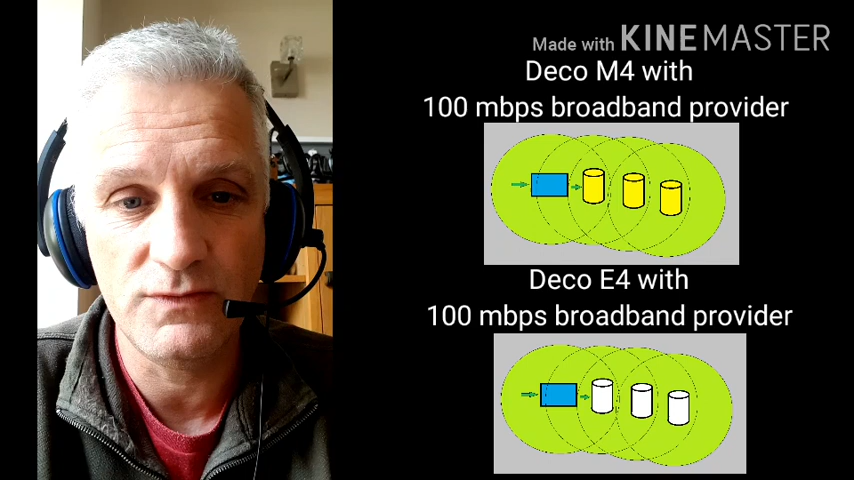 Made with KINEMASTER
Deco M4 with
100 mbps broadband provider
Deco E4 with
100 mbps broadband provider